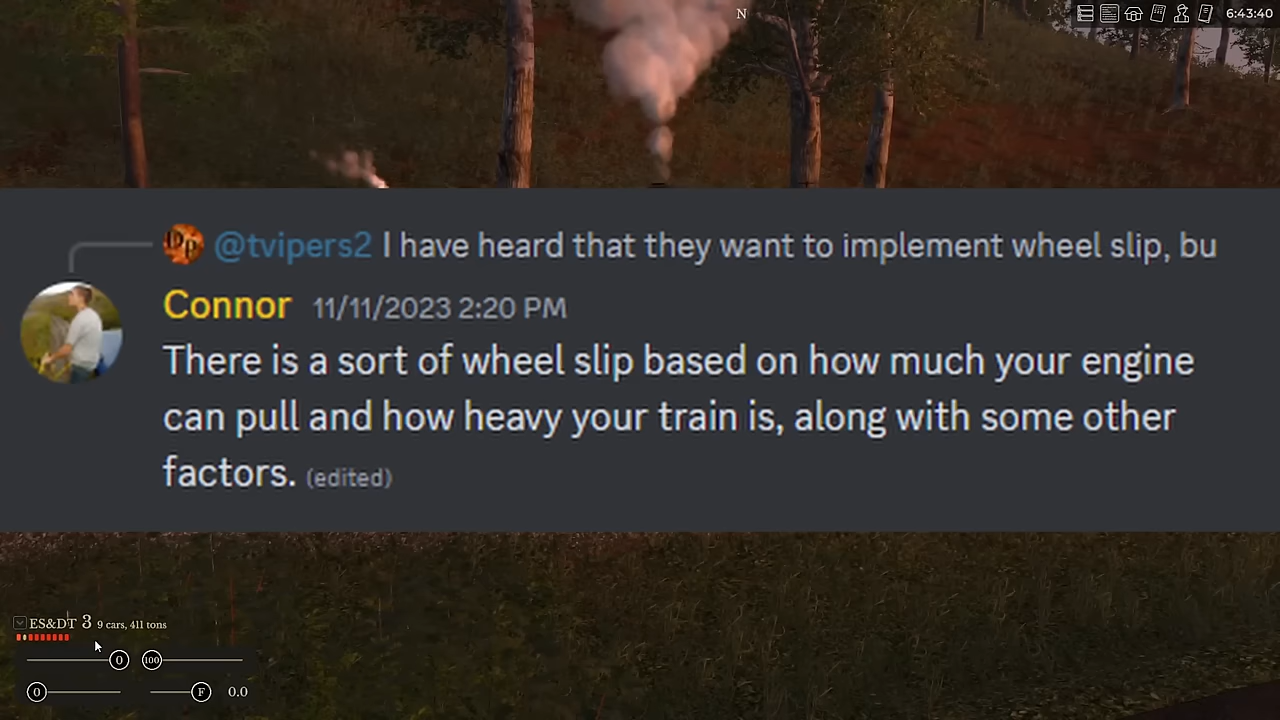 N
6:43:40
@tvipers2 I have heard that they want to implement wheel slip, bu
Connor 11/11/2023 2:20 PM
There is a sort of wheel slip based on how much your engine
can pull and how heavy your train is, along with some other
factors. (edited)
ES&DT 3 9 cars, 411 tons
0 100
0 F 0.0